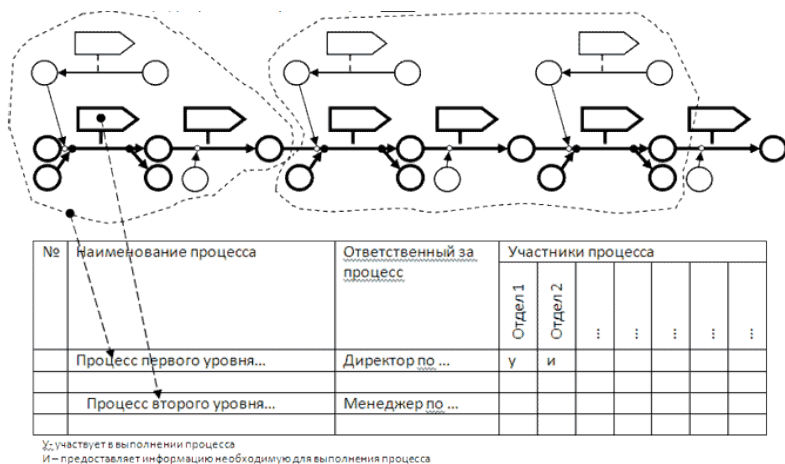 № Наименование процесса Ответственный за Участники процесса
процесс
Отдел 1 Отдел 2 ... ... ... ... ...
Процесс первого уровня... Директор по ... у и
Процесс второго уровня... Менеджер по ...
У- участвует в выполнении процесса
И – предоставляет информацию необходимую для выполнения процесса